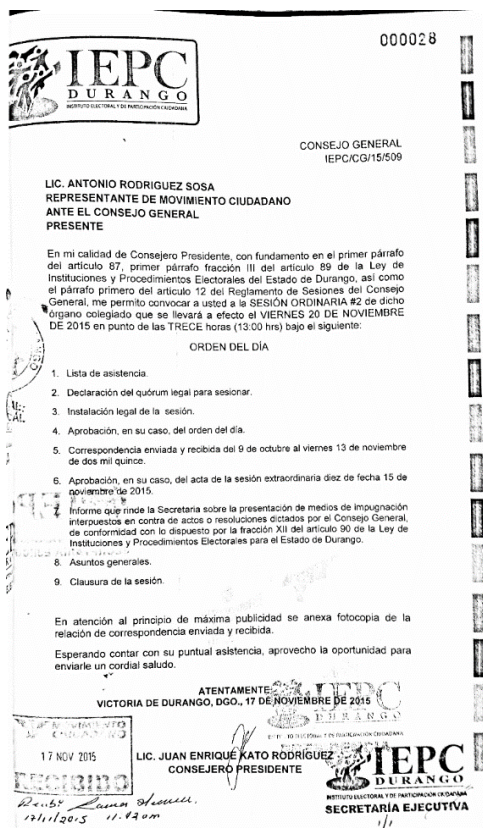 000028
IEPC
DURANGO
INSTITUTO ELECTORAL Y DE PARTICIPACIÓN CIUDADANA
CONSEJO GENERAL
IEPC/CG/15/509
LIC. ANTONIO RODRIGUEZ SOSA
REPRESENTANTE DE MOVIMIENTO CIUDADANO
ANTE EL CONSEJO GENERAL
PRESENTE
En mi calidad de Consejero Presidente, con fundamento en el primer párrafo
del artículo 87, primer párrafo fracción III del artículo 89 de la Ley de
Instituciones y Procedimientos Electorales del Estado de Durango, así como
el párrafo primero del artículo 12 del Reglamento de Sesiones del Consejo
General, me permito convocar a usted a la SESIÓN ORDINARIA #2 de dicho
órgano colegiado que se llevará a efecto el VIERNES 20 DE NOVIEMBRE
DE 2015 en punto de las TRECE horas (13:00 hrs) bajo el siguiente:
ORDEN DEL DÍA
1. Lista de asistencia.
2. Declaración del quórum legal para sesionar.
3. Instalación legal de la sesión.
4. Aprobación, en su caso, del orden del día.
5. Correspondencia enviada y recibida del 9 de octubre al viernes 13 de noviembre
de dos mil quince.
6. Aprobación, en su caso, del acta de la sesión extraordinaria diez de fecha 15 de
noviembre de 2015.
7. Informe que rinde la Secretaria sobre la presentación de medios de impugnación
interpuestos en contra de actos o resoluciones dictados por el Consejo General,
de conformidad con lo dispuesto por la fracción XII del artículo 90 de la Ley de
Instituciones y Procedimientos Electorales para el Estado de Durango.
8. Asuntos generales.
9. Clausura de la sesión.
En atención al principio de máxima publicidad se anexa fotocopia de la
relación de correspondencia enviada y recibida.
Esperando contar con su puntual asistencia, aprovecho la oportunidad para
enviarle un cordial saludo.
ATENTAMENTE
VICTORIA DE DURANGO, DGO., 17 DE NOVIEMBRE DE 2015
IEPC
DURANGO
LIC. JUAN ENRIQUE KATO RODRÍGUEZ
CONSEJERO PRESIDENTE
17 NOV 2015
RECIBIDO
17/11/2015 11:42 am
IEPC
DURANGO
INSTITUTO ELECTORAL Y DE PARTICIPACIÓN CIUDADANA
SECRETARÍA EJECUTIVA
1/1